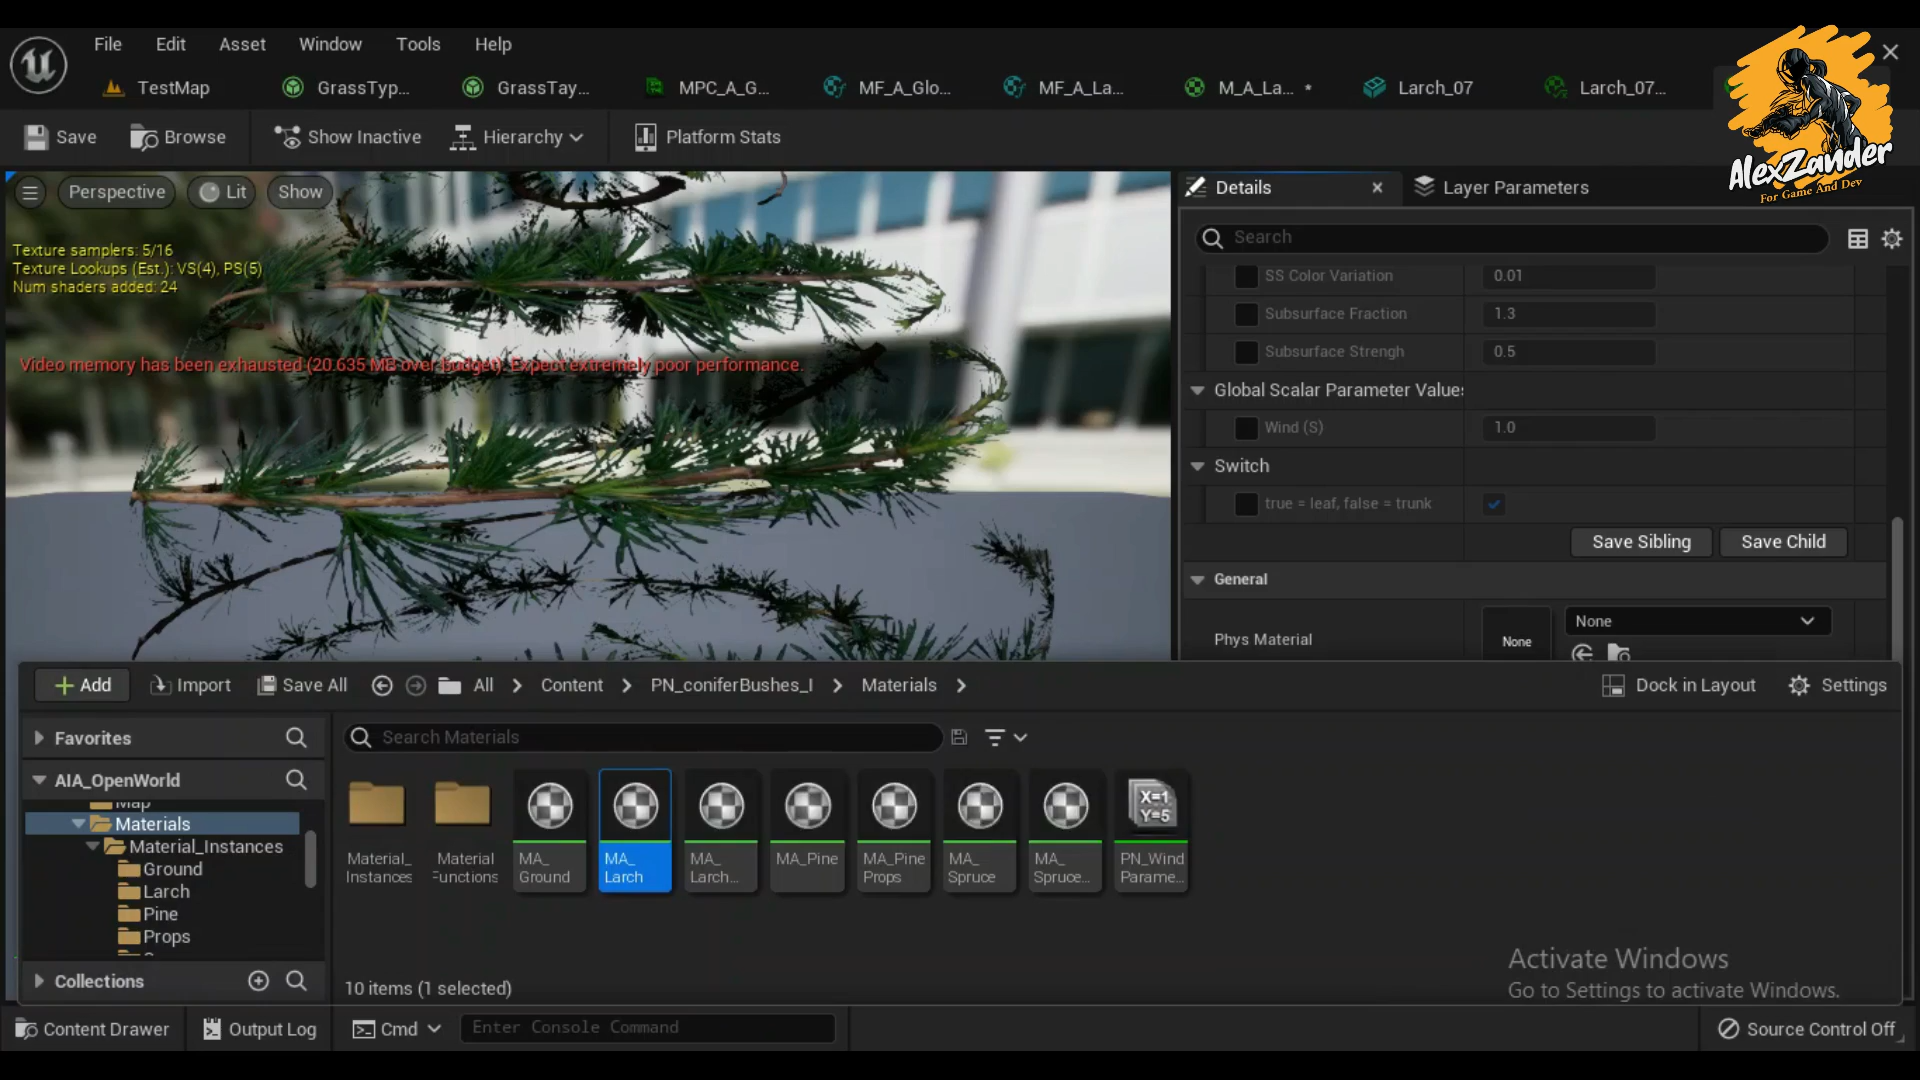 File Edit Asset Window Tools Help
TestMap GrassTyp... GrassTay... MPC_A_G... MF_A_Glo... MF_A_La... M_A_La... • Larch_07 Larch_07...
Save Browse Show Inactive Hierarchy Platform Stats
AlexZander
For Game And Dev
Perspective Lit Show
Texture samplers: 5/16
Texture Lookups (Est.): VS(4), PS(5)
Num shaders added: 24
Video memory has been exhausted (20.635 MB over budget). Expect extremely poor performance.
Details Layer Parameters
Search
SS Color Variation 0.01
Subsurface Fraction 1.3
Subsurface Strengh 0.5
Global Scalar Parameter Values
Wind (S) 1.0
Switch
true = leaf, false = trunk
Save Sibling Save Child
General
Phys Material None None
Add Import Save All All Content PN_coniferBushes_I Materials Dock in Layout Settings
Favorites
Search Materials
AIA_OpenWorld
Map
Materials
Material_Instances
Ground
Larch
Pine
Props
Collections
Material_
Instances
Material
Functions
MA_
Ground
MA_
Larch
MA_
Larch...
MA_Pine
MA_Pine
Props
MA_
Spruce
MA_
Spruce...
X=1
Y=5
PN_Wind
Parame...
10 items (1 selected)
Activate Windows
Go to Settings to activate Windows.
Content Drawer Output Log Cmd Enter Console Command Source Control Off